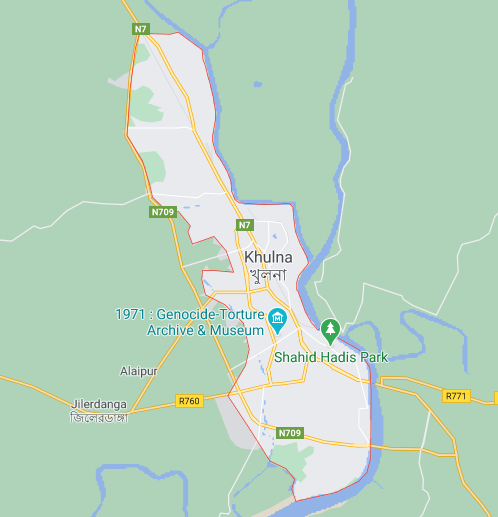 N7
N709
N7
Khulna
খুলনা
1971 : Genocide-Torture
Archive & Museum
Shahid Hadis Park
Alaipur
Jilerdanga
জিলেরডাঙ্গা
R760
R771
N709